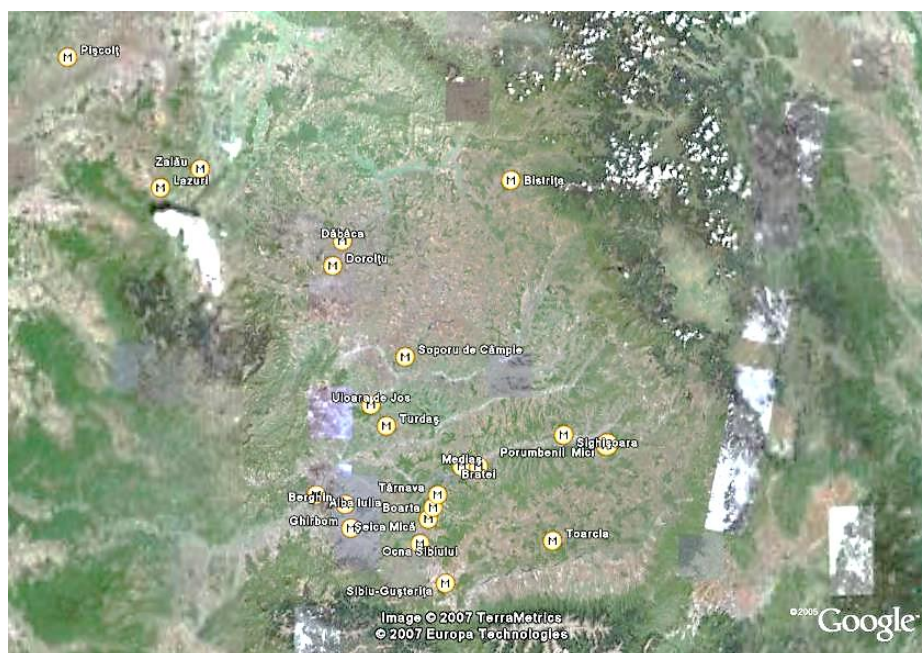 M Pişcolţ
Zalău M
M Lazuri
M Bistriţa
Dăbâca
M
M Doroiţu
M Soporu de Câmpie
Uioara de Jos
M
M Turdaş
M Sighişoara M
Porumbenii Mici
Mediaş
M M
Bratei
Târnava M
Berghin M
Alba Iulia M
Boarta M
Ghirbom M
Şeica Mică M
Ocna Sibiului M
M Toarcla
Sibiu-Guşteriţa M
Image © 2007 TerraMetrics
© 2007 Europa Technologies
©2005 Google